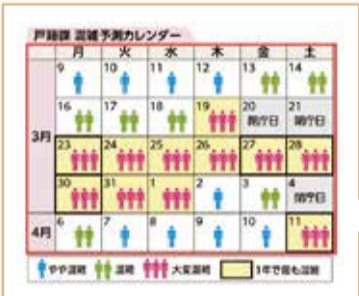 戸籍課 混雑予測カレンダー
月 火 水 木 金 土
3月
9 10 11 12 13 14
16 17 18 19 20 21
閉庁日 閉庁日
23 24 25 26 27 28
30 31 1 2 3 4
閉庁日
4月
6 7 8 9 10 11
やや混雑 混雑 大変混雑 1年で最も混雑